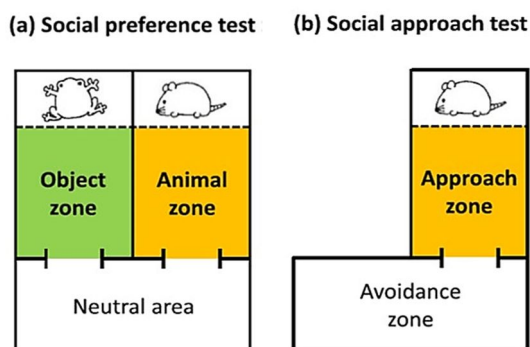 (a) Social preference test
(b) Social approach test
Object
zone
Animal
zone
Neutral area
Approach
zone
Avoidance
zone